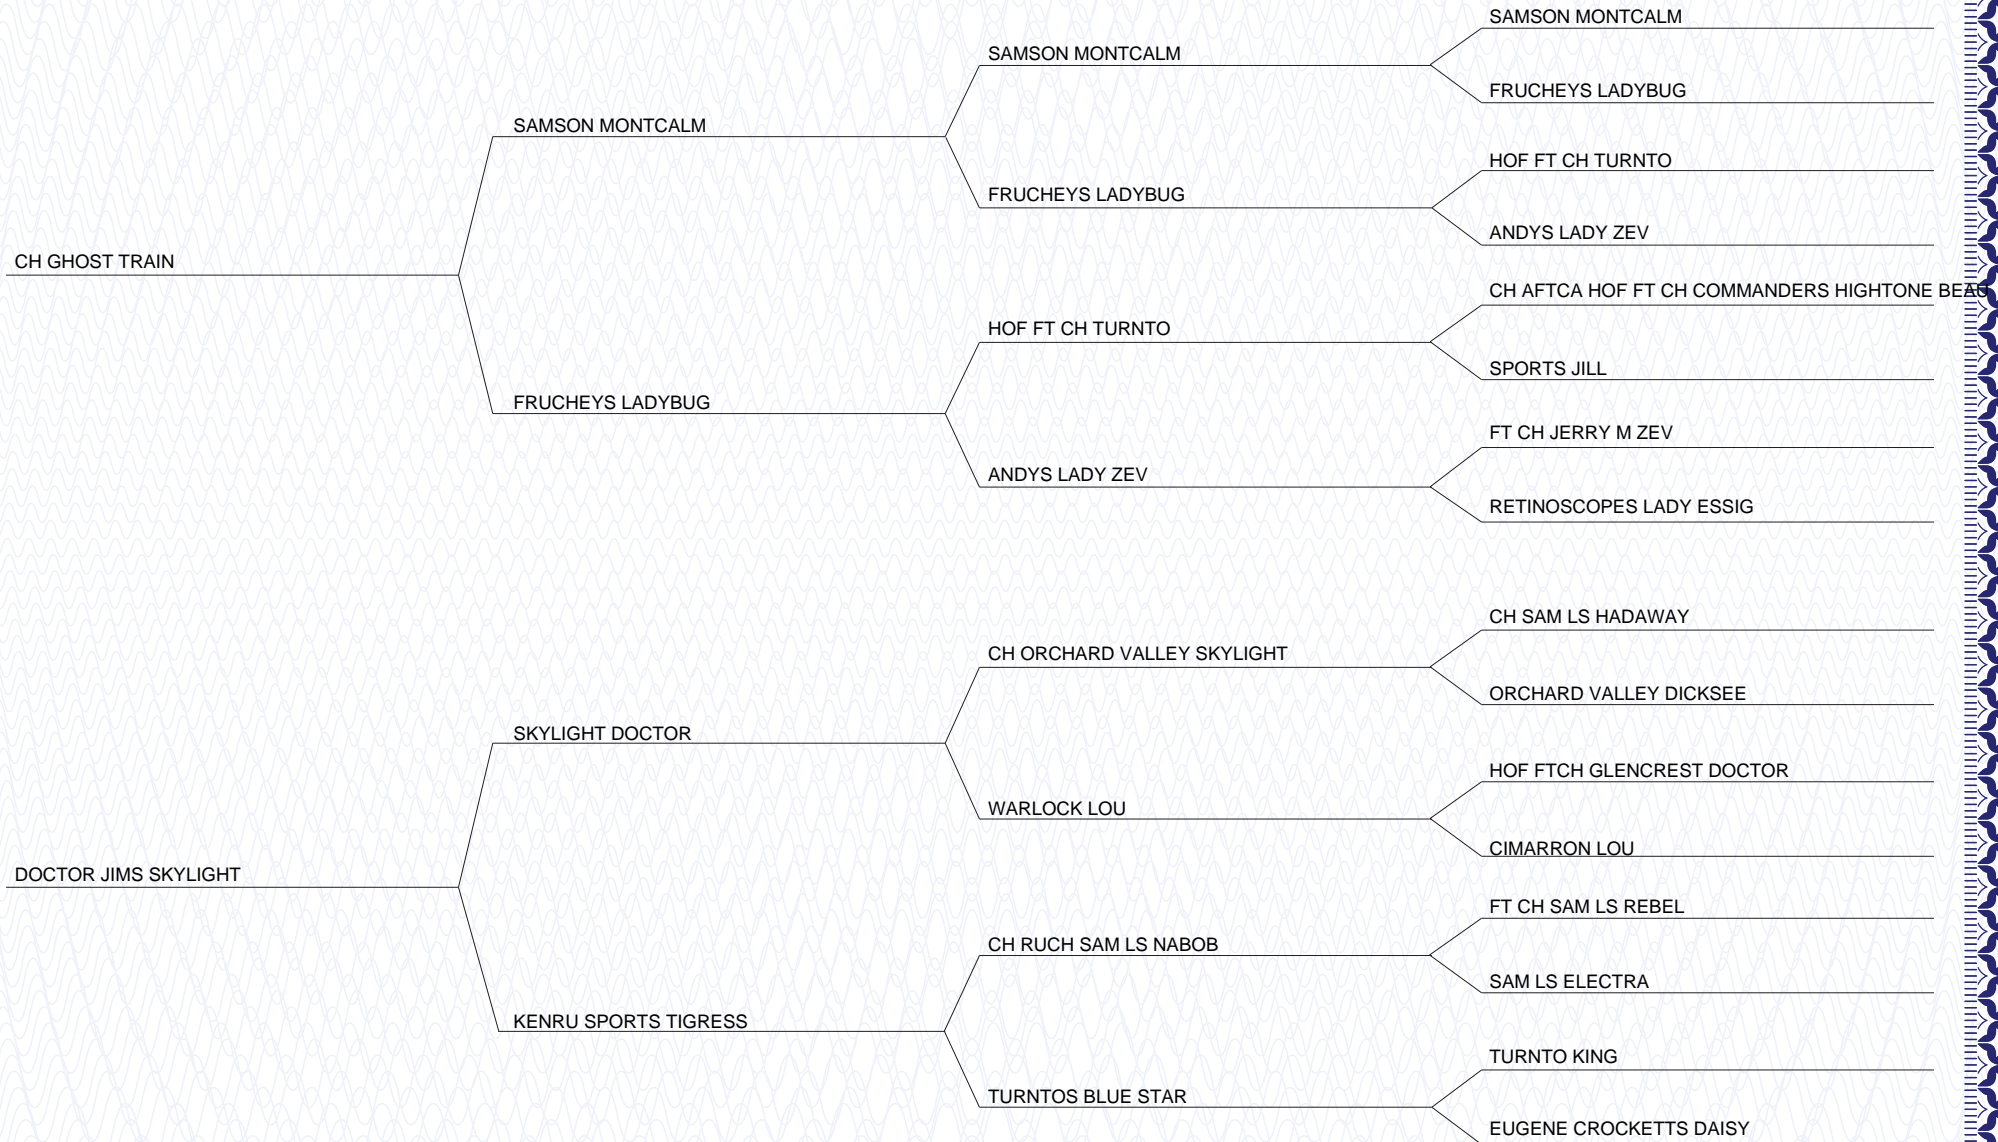 SAMSON MONTCALM
SAMSON MONTCALM
FRUCHEYS LADYBUG
SAMSON MONTCALM
HOF FT CH TURNTO
FRUCHEYS LADYBUG
ANDYS LADY ZEV
CH GHOST TRAIN
CH AFTCA HOF FT CH COMMANDERS HIGHTONE BEAU
HOF FT CH TURNTO
SPORTS JILL
FRUCHEYS LADYBUG
FT CH JERRY M ZEV
ANDYS LADY ZEV
RETINOSCOPES LADY ESSIG
CH SAM LS HADAWAY
CH ORCHARD VALLEY SKYLIGHT
ORCHARD VALLEY DICKSEE
SKYLIGHT DOCTOR
HOF FTCH GLENCREST DOCTOR
WARLOCK LOU
CIMARRON LOU
DOCTOR JIMS SKYLIGHT
FT CH SAM LS REBEL
CH RUCH SAM LS NABOB
SAM LS ELECTRA
KENRU SPORTS TIGRESS
TURNTO KING
TURNTOS BLUE STAR
EUGENE CROCKETTS DAISY